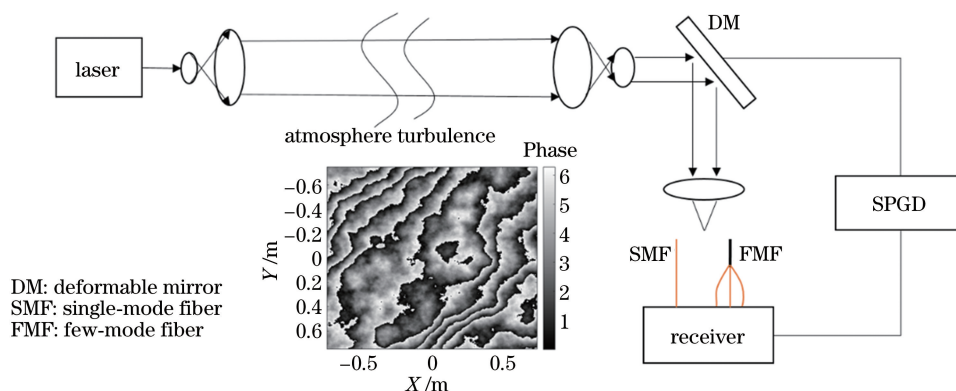 DM
laser
atmosphere turbulence
Phase
−0.6
−0.4
−0.2
0
0.2
0.4
0.6
Y/m
−0.5
0
0.5
X/m
6
5
4
3
2
1
SPGD
SMF
FMF
receiver
DM: deformable mirror
SMF: single-mode fiber
FMF: few-mode fiber